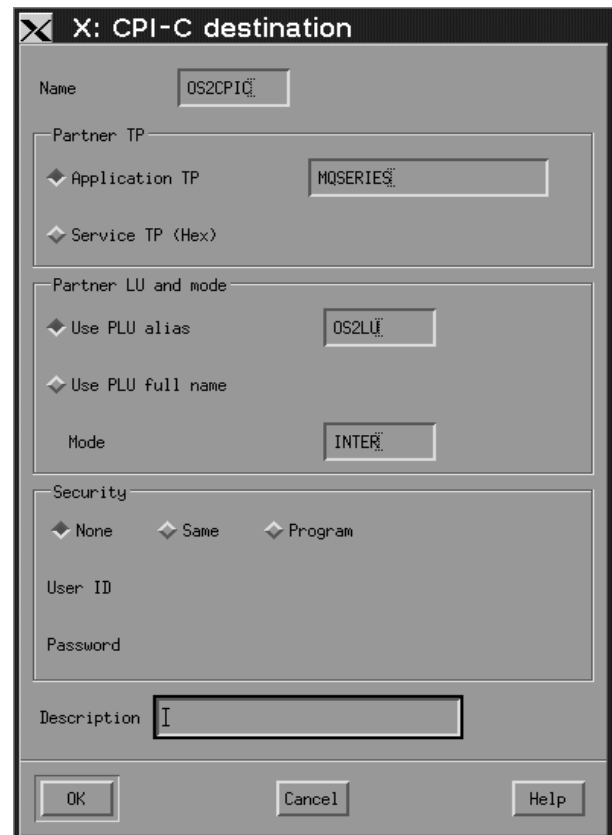 X: CPI-C destination
Name OS2CPIC
Partner TP
Application TP MQSERIES
Service TP (Hex)
Partner LU and mode
Use PLU alias OS2LU
Use PLU full name
Mode INTER
Security
None Same Program
User ID
Password
Description
OK Cancel Help